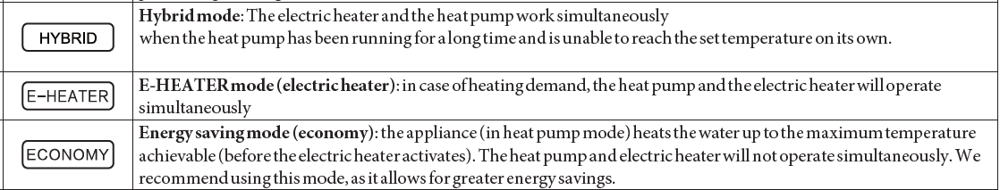 HYBRID
Hybrid mode: The electric heater and the heat pump work simultaneously
when the heat pump has been running for a long time and is unable to reach the set temperature on its own.
E-HEATER
E-HEATER mode (electric heater): in case of heating demand, the heat pump and the electric heater will operate
simultaneously
ECONOMY
Energy saving mode (economy): the appliance (in heat pump mode) heats the water up to the maximum temperature
achievable (before the electric heater activates). The heat pump and electric heater will not operate simultaneously. We
recommend using this mode, as it allows for greater energy savings.